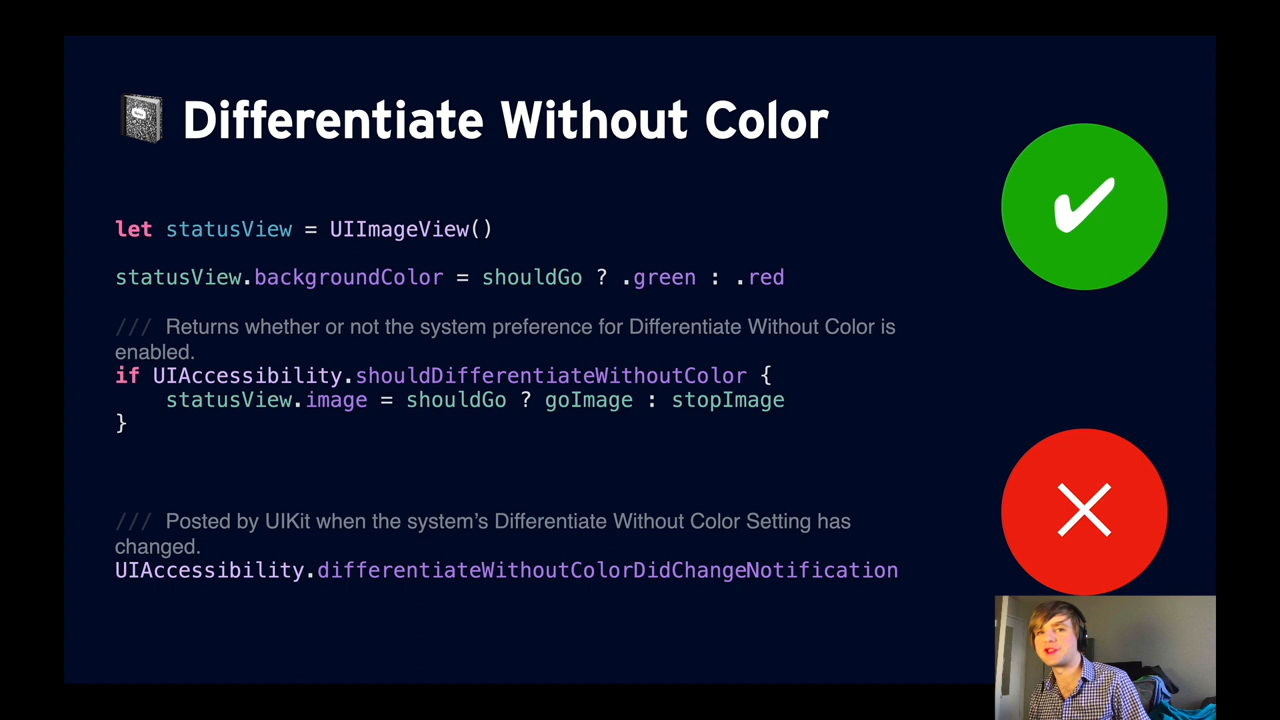 Differentiate Without Color
let statusView = UIImageView()
statusView.backgroundColor = shouldGo ? .green : .red
/// Returns whether or not the system preference for Differentiate Without Color is
enabled.
if UIAccessibility.shouldDifferentiateWithoutColor {
statusView.image = shouldGo ? goImage : stopImage
}
/// Posted by UIKit when the system’s Differentiate Without Color Setting has
changed.
UIAccessibility.differentiateWithoutColorDidChangeNotification